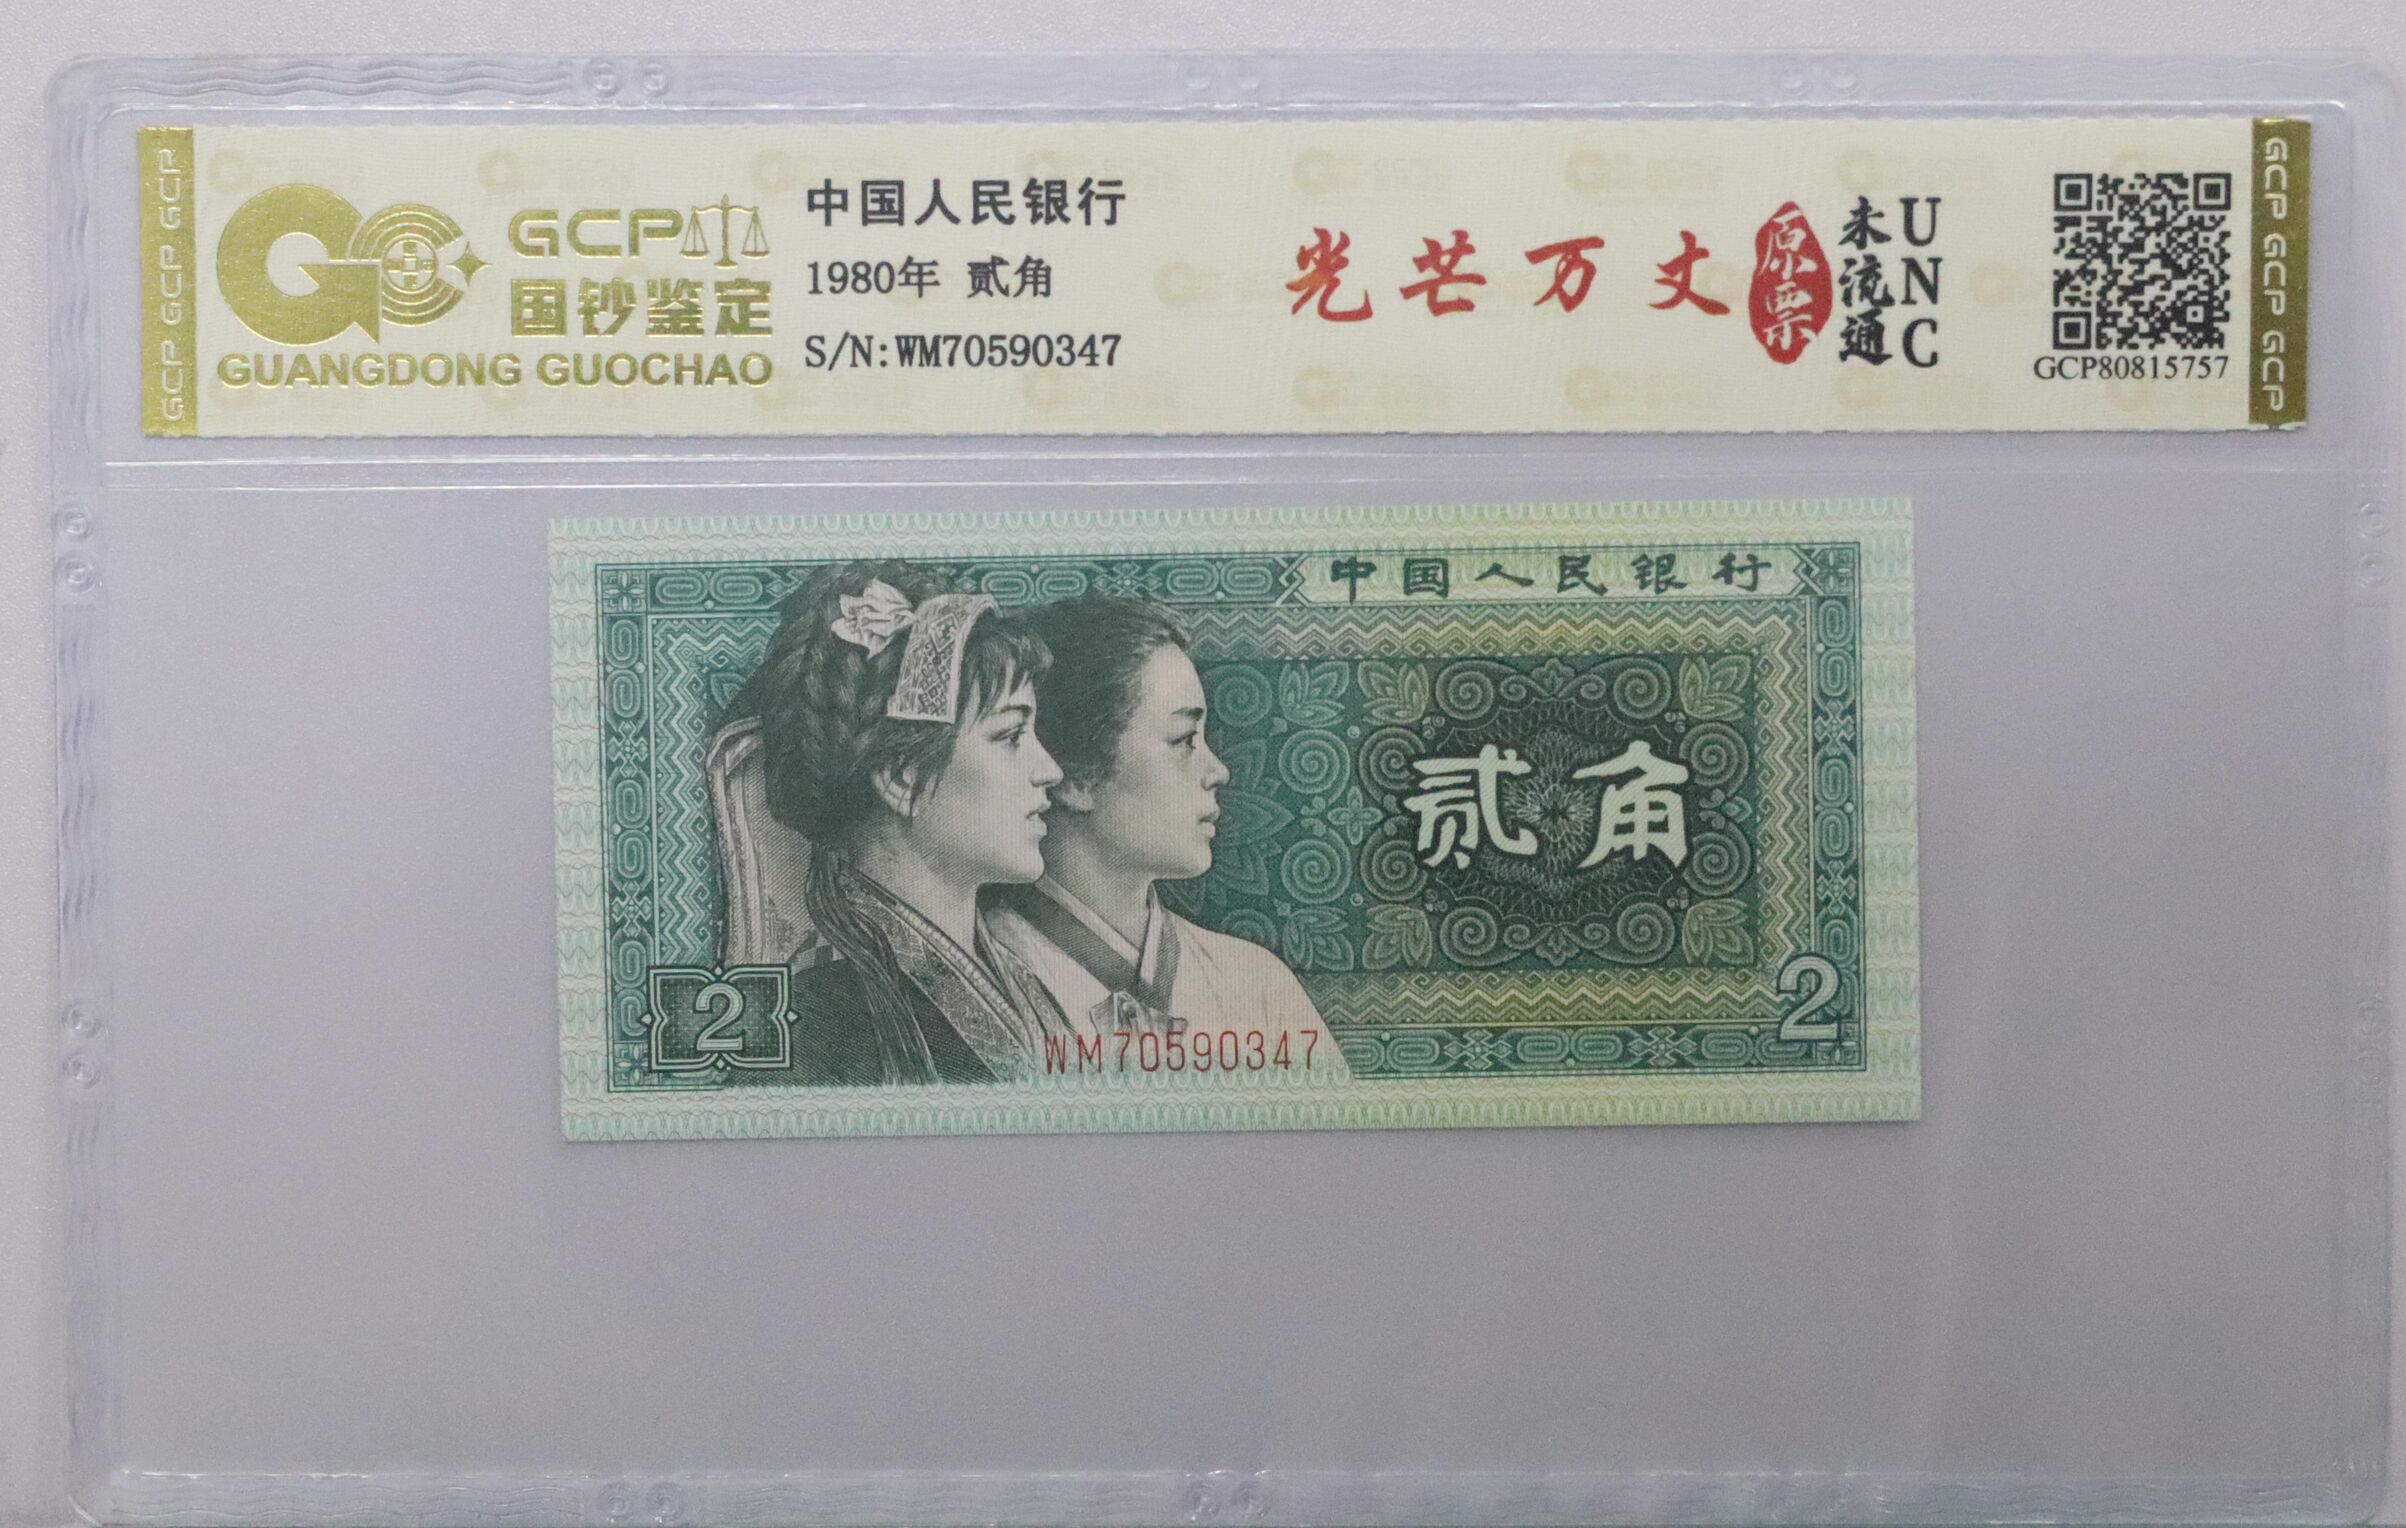 GCP GCP GCP
GCP
国钞鉴定
GUANGDONG GUOCHAO
中国人民银行
1980年 贰角
S/N:WM70590347
光芒万丈
原票
未流通
UNC
GCP80815757
GCP GCP GCP
中国人民银行
贰角
2
WM70590347
2